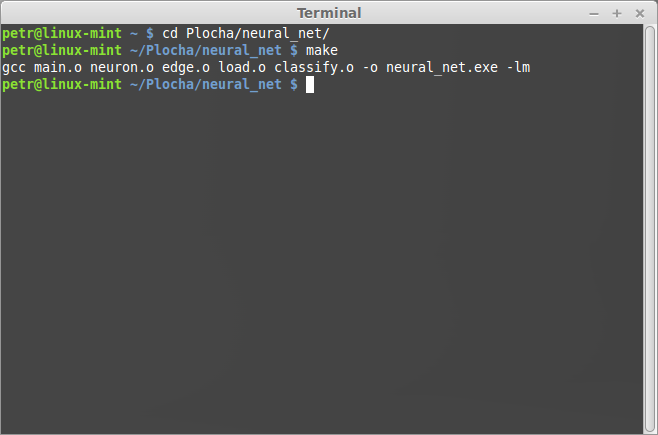 Terminal
petr@linux-mint ~ $ cd Plocha/neural_net/
petr@linux-mint ~/Plocha/neural_net $ make
gcc main.o neuron.o edge.o load.o classify.o -o neural_net.exe -lm
petr@linux-mint ~/Plocha/neural_net $